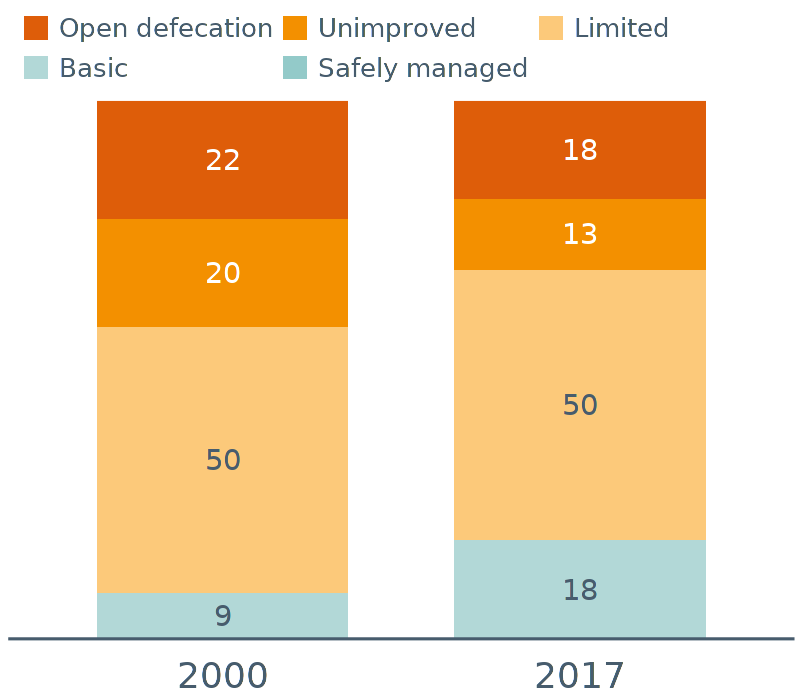 Open defecation Unimproved Limited
Basic Safely managed
22 18
20 13
50 50
9 18
2000 2017